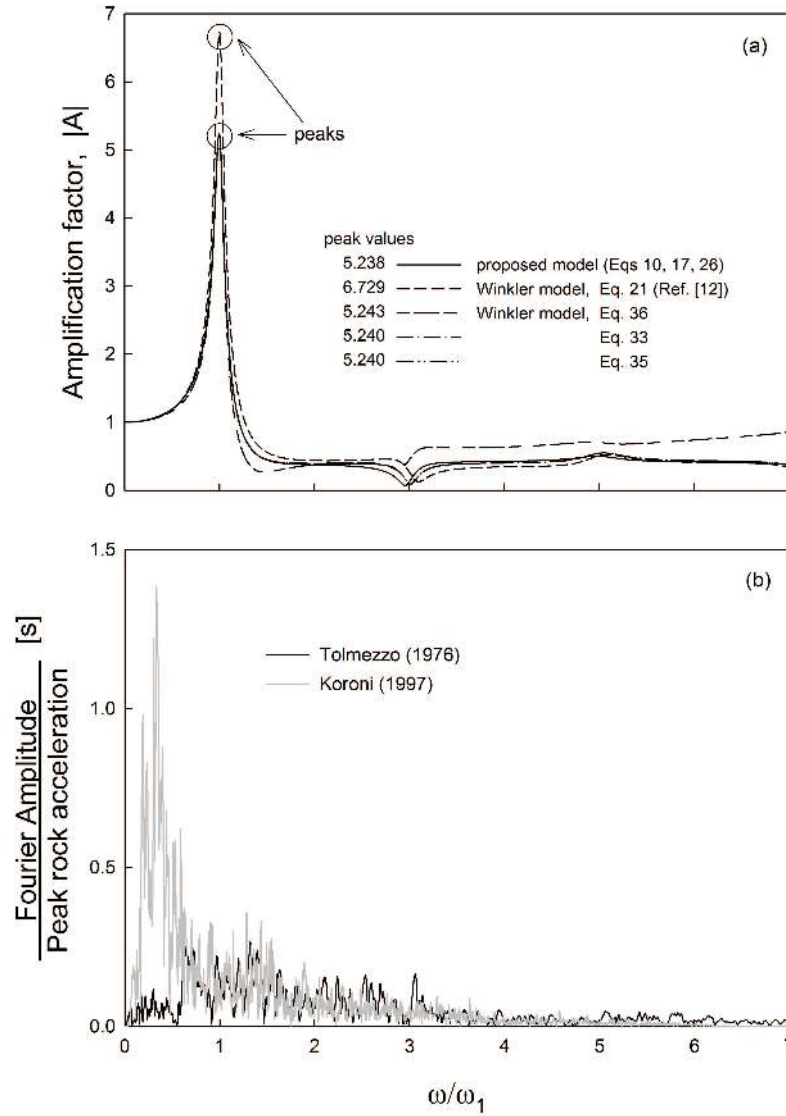 7
(a)
6
5
peaks
4
peak values
5.238 proposed model (Eqs 10, 17, 26)
6.729 Winkler model, Eq. 21 (Ref. [12])
5.243 Winkler model, Eq. 36
5.240 Eq. 33
5.240 Eq. 35
3
2
1
0
Amplification factor, |A|
1.5
(b)
Tolmezzo (1976)
Koroni (1997)
1.0
0.5
0.0
Fourier Amplitude [s]
Peak rock acceleration
0 1 2 3 4 5 6 7
ω/ω₁